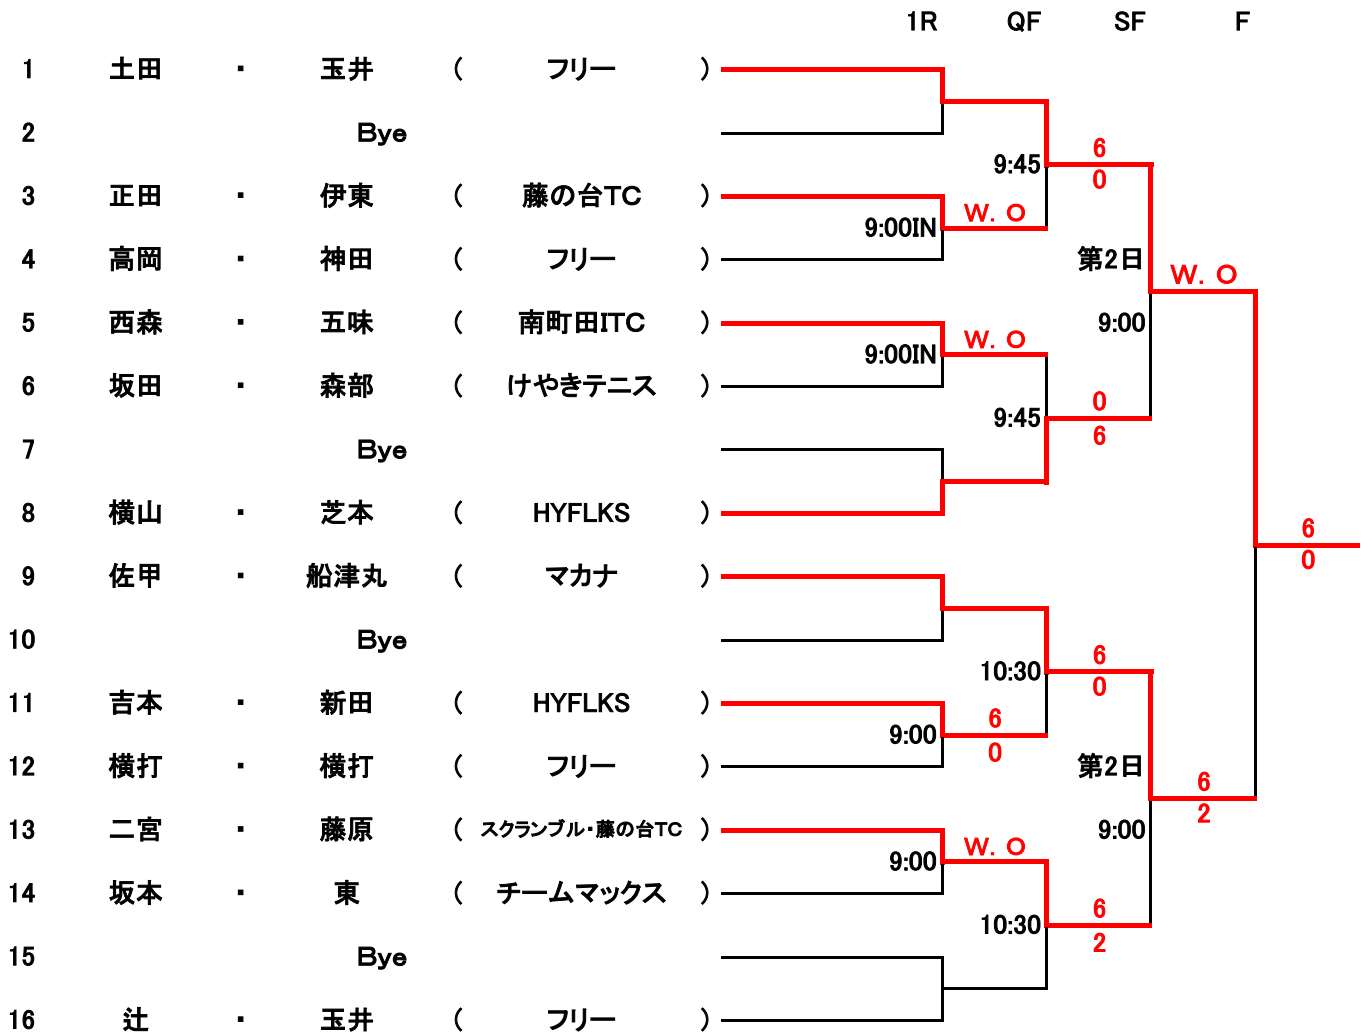 1R QF SF F
1 土田 ・ 玉井 ( フリー )
2 Bye
9:45 6
0
3 正田 ・ 伊東 ( 藤の台TC )
9:00IN W.O
4 高岡 ・ 神田 ( フリー ) 第2日
W.O
5 西森 ・ 五味 ( 南町田ITC ) 9:00
9:00IN W.O
6 坂田 ・ 森部 ( けやきテニス )
9:45 0
6
7 Bye
8 横山 ・ 芝本 ( HYFLKS )
6
0
9 佐甲 ・ 船津丸 ( マカナ )
10 Bye
10:30 6
0
11 吉本 ・ 新田 ( HYFLKS )
9:00 6
0
12 横打 ・ 横打 ( フリー ) 第2日
6
2
13 二宮 ・ 藤原 ( スクランブル・藤の台TC ) 9:00
9:00 W.O
14 坂本 ・ 東 ( チームマックス )
10:30 6
2
15 Bye
16 辻 ・ 玉井 ( フリー )